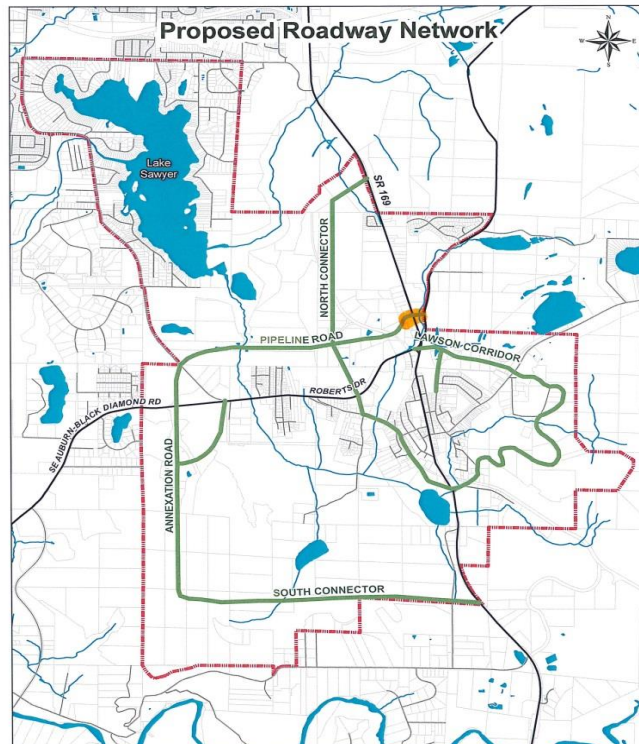 Proposed Roadway Network
N
W E
S
Lake
Sawyer
SR 169
NORTH CONNECTOR
PIPELINE ROAD
LAWSON CORRIDOR
ROBERTS DR
SE AUBURN-BLACK DIAMOND RD
ANNEXATION ROAD
SOUTH CONNECTOR